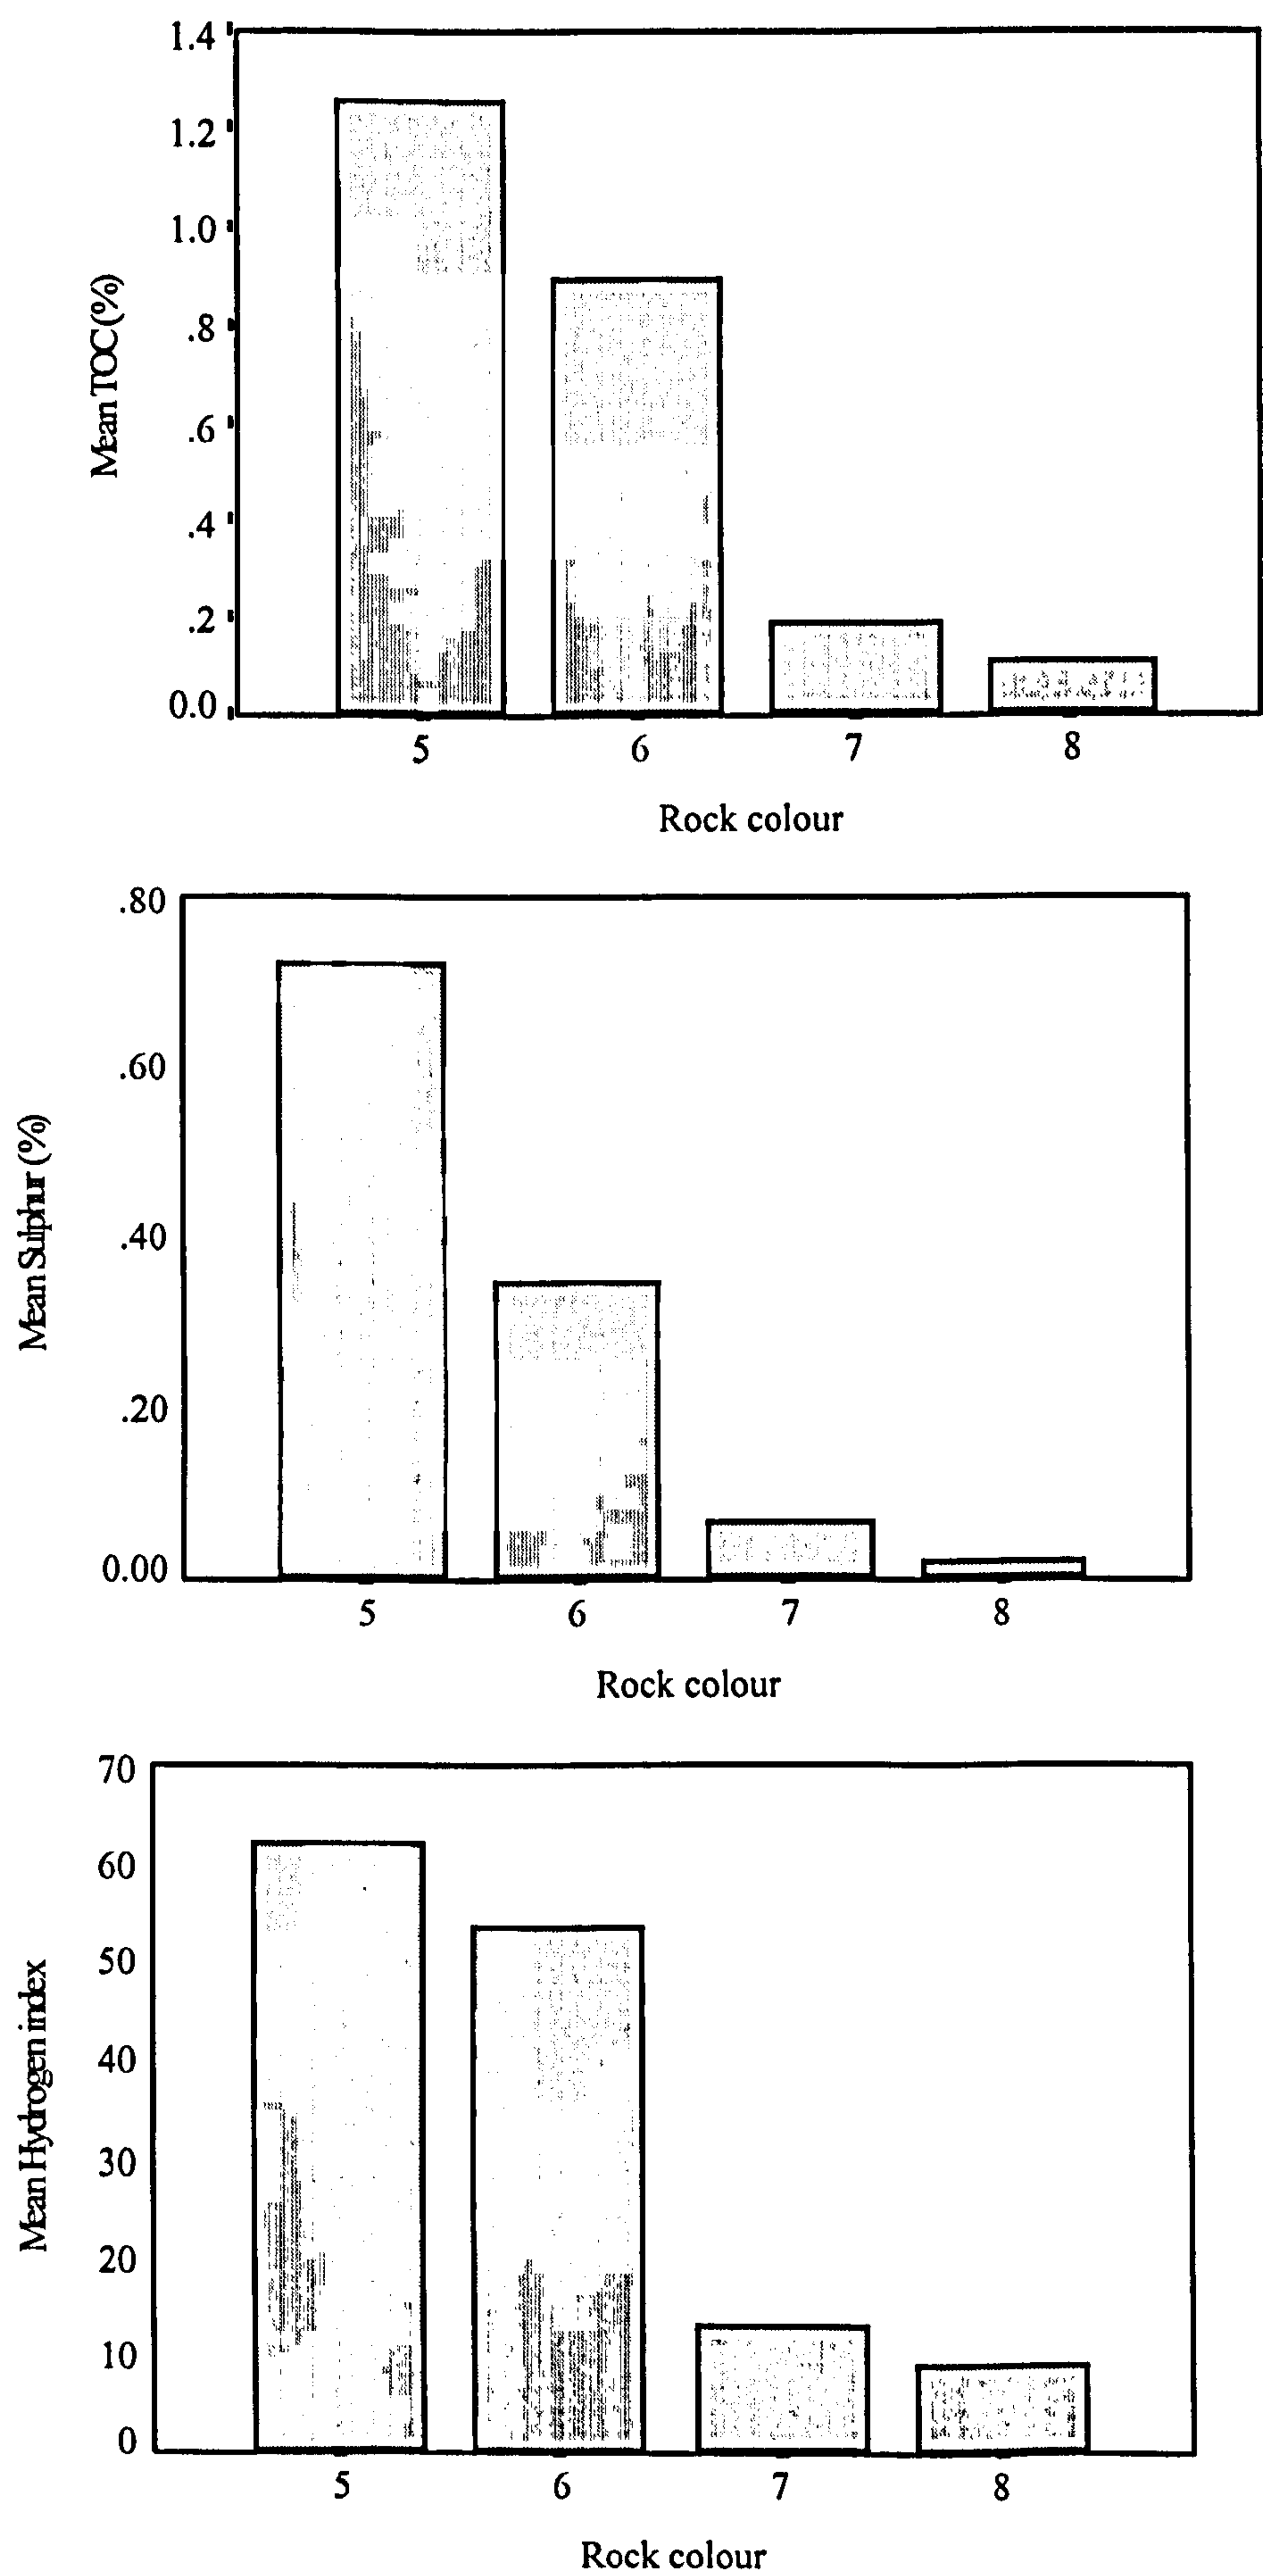 1.4
1.2
1.0
.8
.6
.4
.2
0.0
Mean TOC (%)
5 6 7 8
Rock colour
.80
.60
.40
.20
0.00
Mean Sulphur (%)
5 6 7 8
Rock colour
70
60
50
40
30
20
10
0
Mean Hydrogen index
5 6 7 8
Rock colour